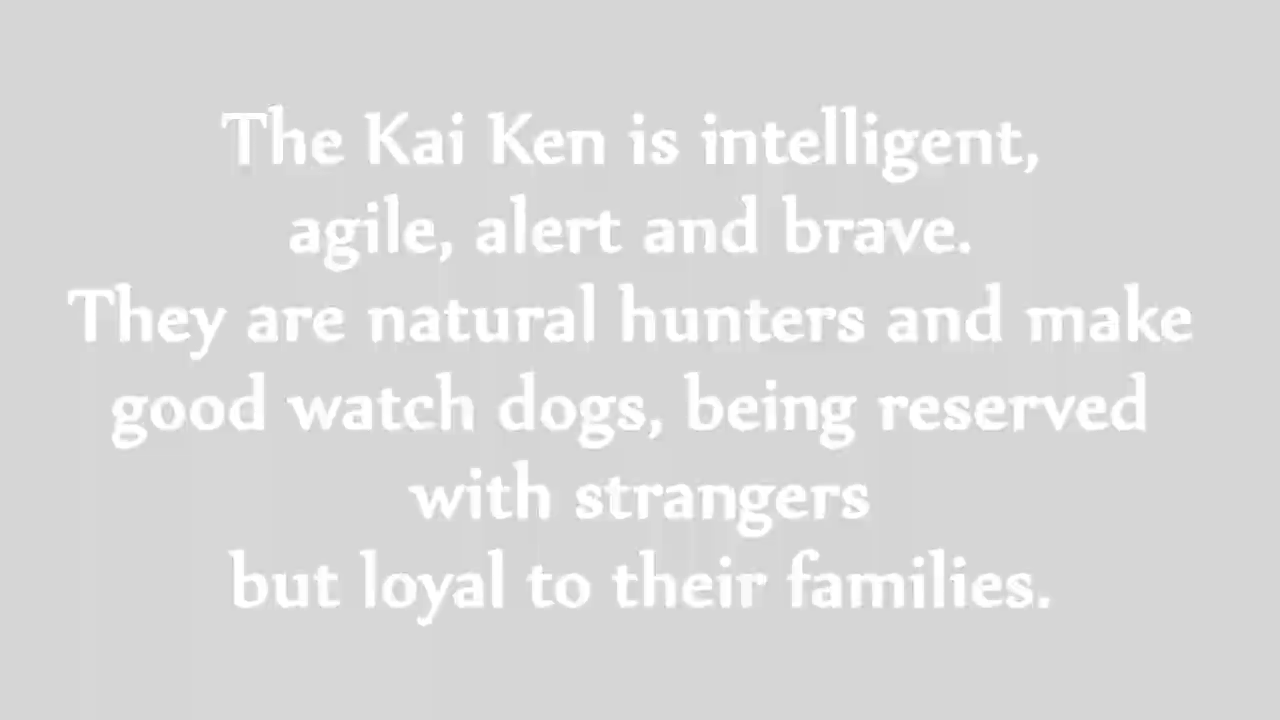 The Kai Ken is intelligent,
agile, alert and brave.
They are natural hunters and make
good watch dogs, being reserved
with strangers
but loyal to their families.